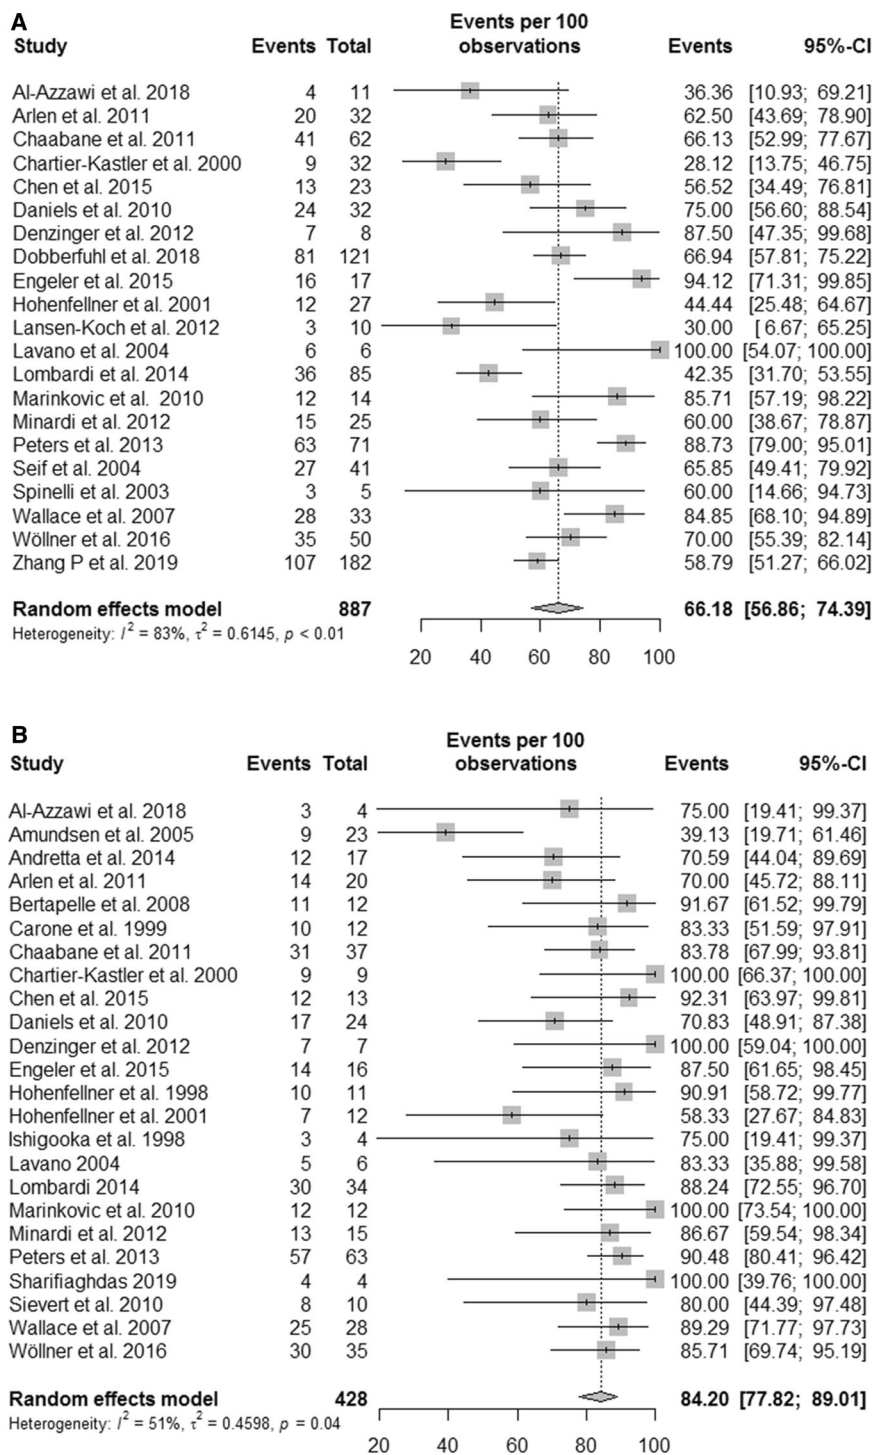 A
Events per 100
Study Events Total observations Events 95%-CI
Al-Azzawi et al. 2018 4 11 36.36 [10.93; 69.21]
Arlen et al. 2011 20 32 62.50 [43.69; 78.90]
Chaabane et al. 2011 41 62 66.13 [52.99; 77.67]
Chartier-Kastler et al. 2000 9 32 28.12 [13.75; 46.75]
Chen et al. 2015 13 23 56.52 [34.49; 76.81]
Daniels et al. 2010 24 32 75.00 [56.60; 88.54]
Denzinger et al. 2012 7 8 87.50 [47.35; 99.68]
Dobberfuhl et al. 2018 81 121 66.94 [57.81; 75.22]
Engeler et al. 2015 16 17 94.12 [71.31; 99.85]
Hohenfellner et al. 2001 12 27 44.44 [25.48; 64.67]
Lansen-Koch et al. 2012 3 10 30.00 [ 6.67; 65.25]
Lavano et al. 2004 6 6 100.00 [54.07; 100.00]
Lombardi et al. 2014 36 85 42.35 [31.70; 53.55]
Marinkovic et al. 2010 12 14 85.71 [57.19; 98.22]
Minardi et al. 2012 15 25 60.00 [38.67; 78.87]
Peters et al. 2013 63 71 88.73 [79.00; 95.01]
Seif et al. 2004 27 41 65.85 [49.41; 79.92]
Spinelli et al. 2003 3 5 60.00 [14.66; 94.73]
Wallace et al. 2007 28 33 84.85 [68.10; 94.89]
Wöllner et al. 2016 35 50 70.00 [55.39; 82.14]
Zhang P et al. 2019 107 182 58.79 [51.27; 66.02]
Random effects model 887 66.18 [56.86; 74.39]
Heterogeneity: I² = 83%, τ² = 0.6145, p < 0.01
20 40 60 80 100
B
Events per 100
Study Events Total observations Events 95%-CI
Al-Azzawi et al. 2018 3 4 75.00 [19.41; 99.37]
Amundsen et al. 2005 9 23 39.13 [19.71; 61.46]
Andretta et al. 2014 12 17 70.59 [44.04; 89.69]
Arlen et al. 2011 14 20 70.00 [45.72; 88.11]
Bertapelle et al. 2008 11 12 91.67 [61.52; 99.79]
Carone et al. 1999 10 12 83.33 [51.59; 97.91]
Chaabane et al. 2011 31 37 83.78 [67.99; 93.81]
Chartier-Kastler et al. 2000 9 9 100.00 [66.37; 100.00]
Chen et al. 2015 12 13 92.31 [63.97; 99.81]
Daniels et al. 2010 17 24 70.83 [48.91; 87.38]
Denzinger et al. 2012 7 7 100.00 [59.04; 100.00]
Engeler et al. 2015 14 16 87.50 [61.65; 98.45]
Hohenfellner et al. 1998 10 11 90.91 [58.72; 99.77]
Hohenfellner et al. 2001 7 12 58.33 [27.67; 84.83]
Ishigooka et al. 1998 3 4 75.00 [19.41; 99.37]
Lavano 2004 5 6 83.33 [35.88; 99.58]
Lombardi 2014 30 34 88.24 [72.55; 96.70]
Marinkovic et al. 2010 12 12 100.00 [73.54; 100.00]
Minardi et al. 2012 13 15 86.67 [59.54; 98.34]
Peters et al. 2013 57 63 90.48 [80.41; 96.42]
Sharifiaghdas 2019 4 4 100.00 [39.76; 100.00]
Sievert et al. 2010 8 10 80.00 [44.39; 97.48]
Wallace et al. 2007 25 28 89.29 [71.77; 97.73]
Wöllner et al. 2016 30 35 85.71 [69.74; 95.19]
Random effects model 428 84.20 [77.82; 89.01]
Heterogeneity: I² = 51%, τ² = 0.4598, p = 0.04
20 40 60 80 100